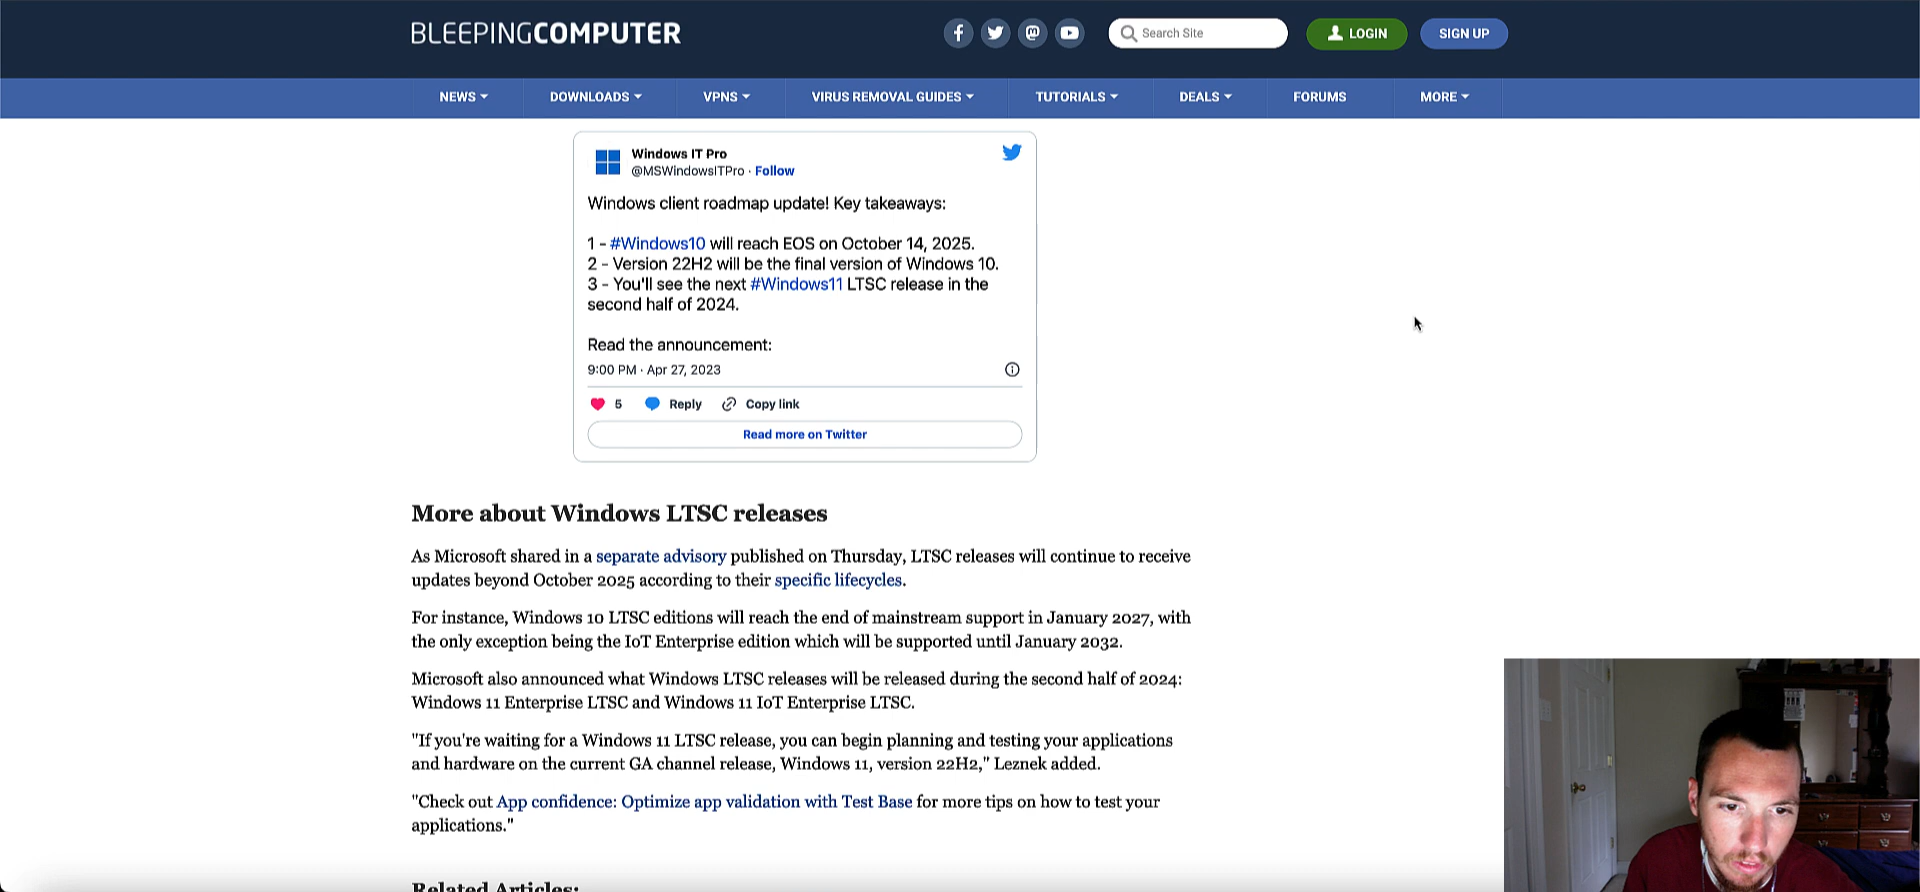 BLEEPINGCOMPUTER
Search Site
LOGIN
SIGN UP
NEWS
DOWNLOADS
VPNS
VIRUS REMOVAL GUIDES
TUTORIALS
DEALS
FORUMS
MORE
Windows IT Pro
@MSWindowsITPro · Follow
Windows client roadmap update! Key takeaways:
1 - #Windows10 will reach EOS on October 14, 2025.
2 - Version 22H2 will be the final version of Windows 10.
3 - You'll see the next #Windows11 LTSC release in the
second half of 2024.
Read the announcement:
9:00 PM · Apr 27, 2023
5 Reply Copy link
Read more on Twitter
More about Windows LTSC releases
As Microsoft shared in a separate advisory published on Thursday, LTSC releases will continue to receive
updates beyond October 2025 according to their specific lifecycles.
For instance, Windows 10 LTSC editions will reach the end of mainstream support in January 2027, with
the only exception being the IoT Enterprise edition which will be supported until January 2032.
Microsoft also announced what Windows LTSC releases will be released during the second half of 2024:
Windows 11 Enterprise LTSC and Windows 11 IoT Enterprise LTSC.
"If you're waiting for a Windows 11 LTSC release, you can begin planning and testing your applications
and hardware on the current GA channel release, Windows 11, version 22H2," Leznek added.
"Check out App confidence: Optimize app validation with Test Base for more tips on how to test your
applications."
Related Articles: